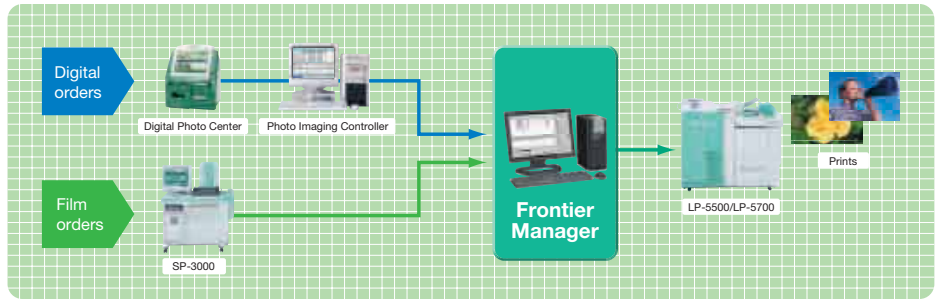 Digital
orders
Digital Photo Center
Photo Imaging Controller
Film
orders
SP-3000
Frontier
Manager
LP-5500/LP-5700
Prints